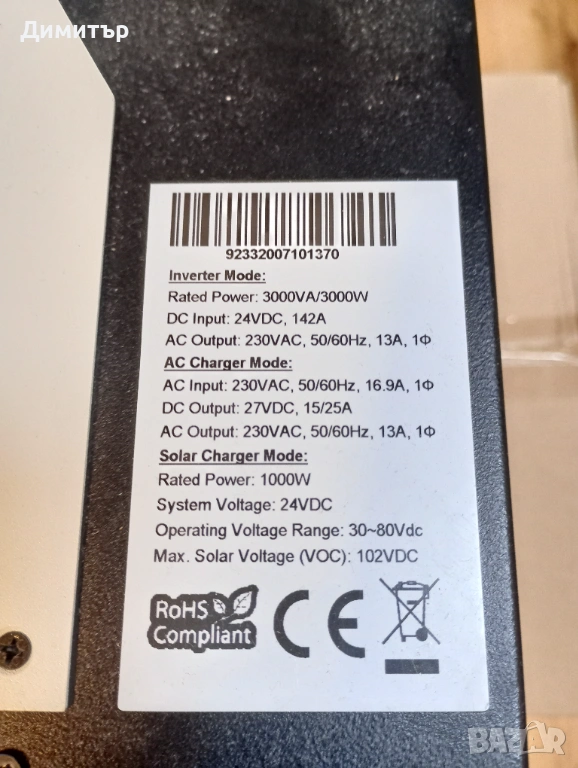 Димитър
92332007101370
Inverter Mode:
Rated Power: 3000VA/3000W
DC Input: 24VDC, 142A
AC Output: 230VAC, 50/60Hz, 13A, 1Φ
AC Charger Mode:
AC Input: 230VAC, 50/60Hz, 16.9A, 1Φ
DC Output: 27VDC, 15/25A
AC Output: 230VAC, 50/60Hz, 13A, 1Φ
Solar Charger Mode:
Rated Power: 1000W
System Voltage: 24VDC
Operating Voltage Range: 30~80Vdc
Max. Solar Voltage (VOC): 102VDC
RoHS
Compliant
CE
BAZAR